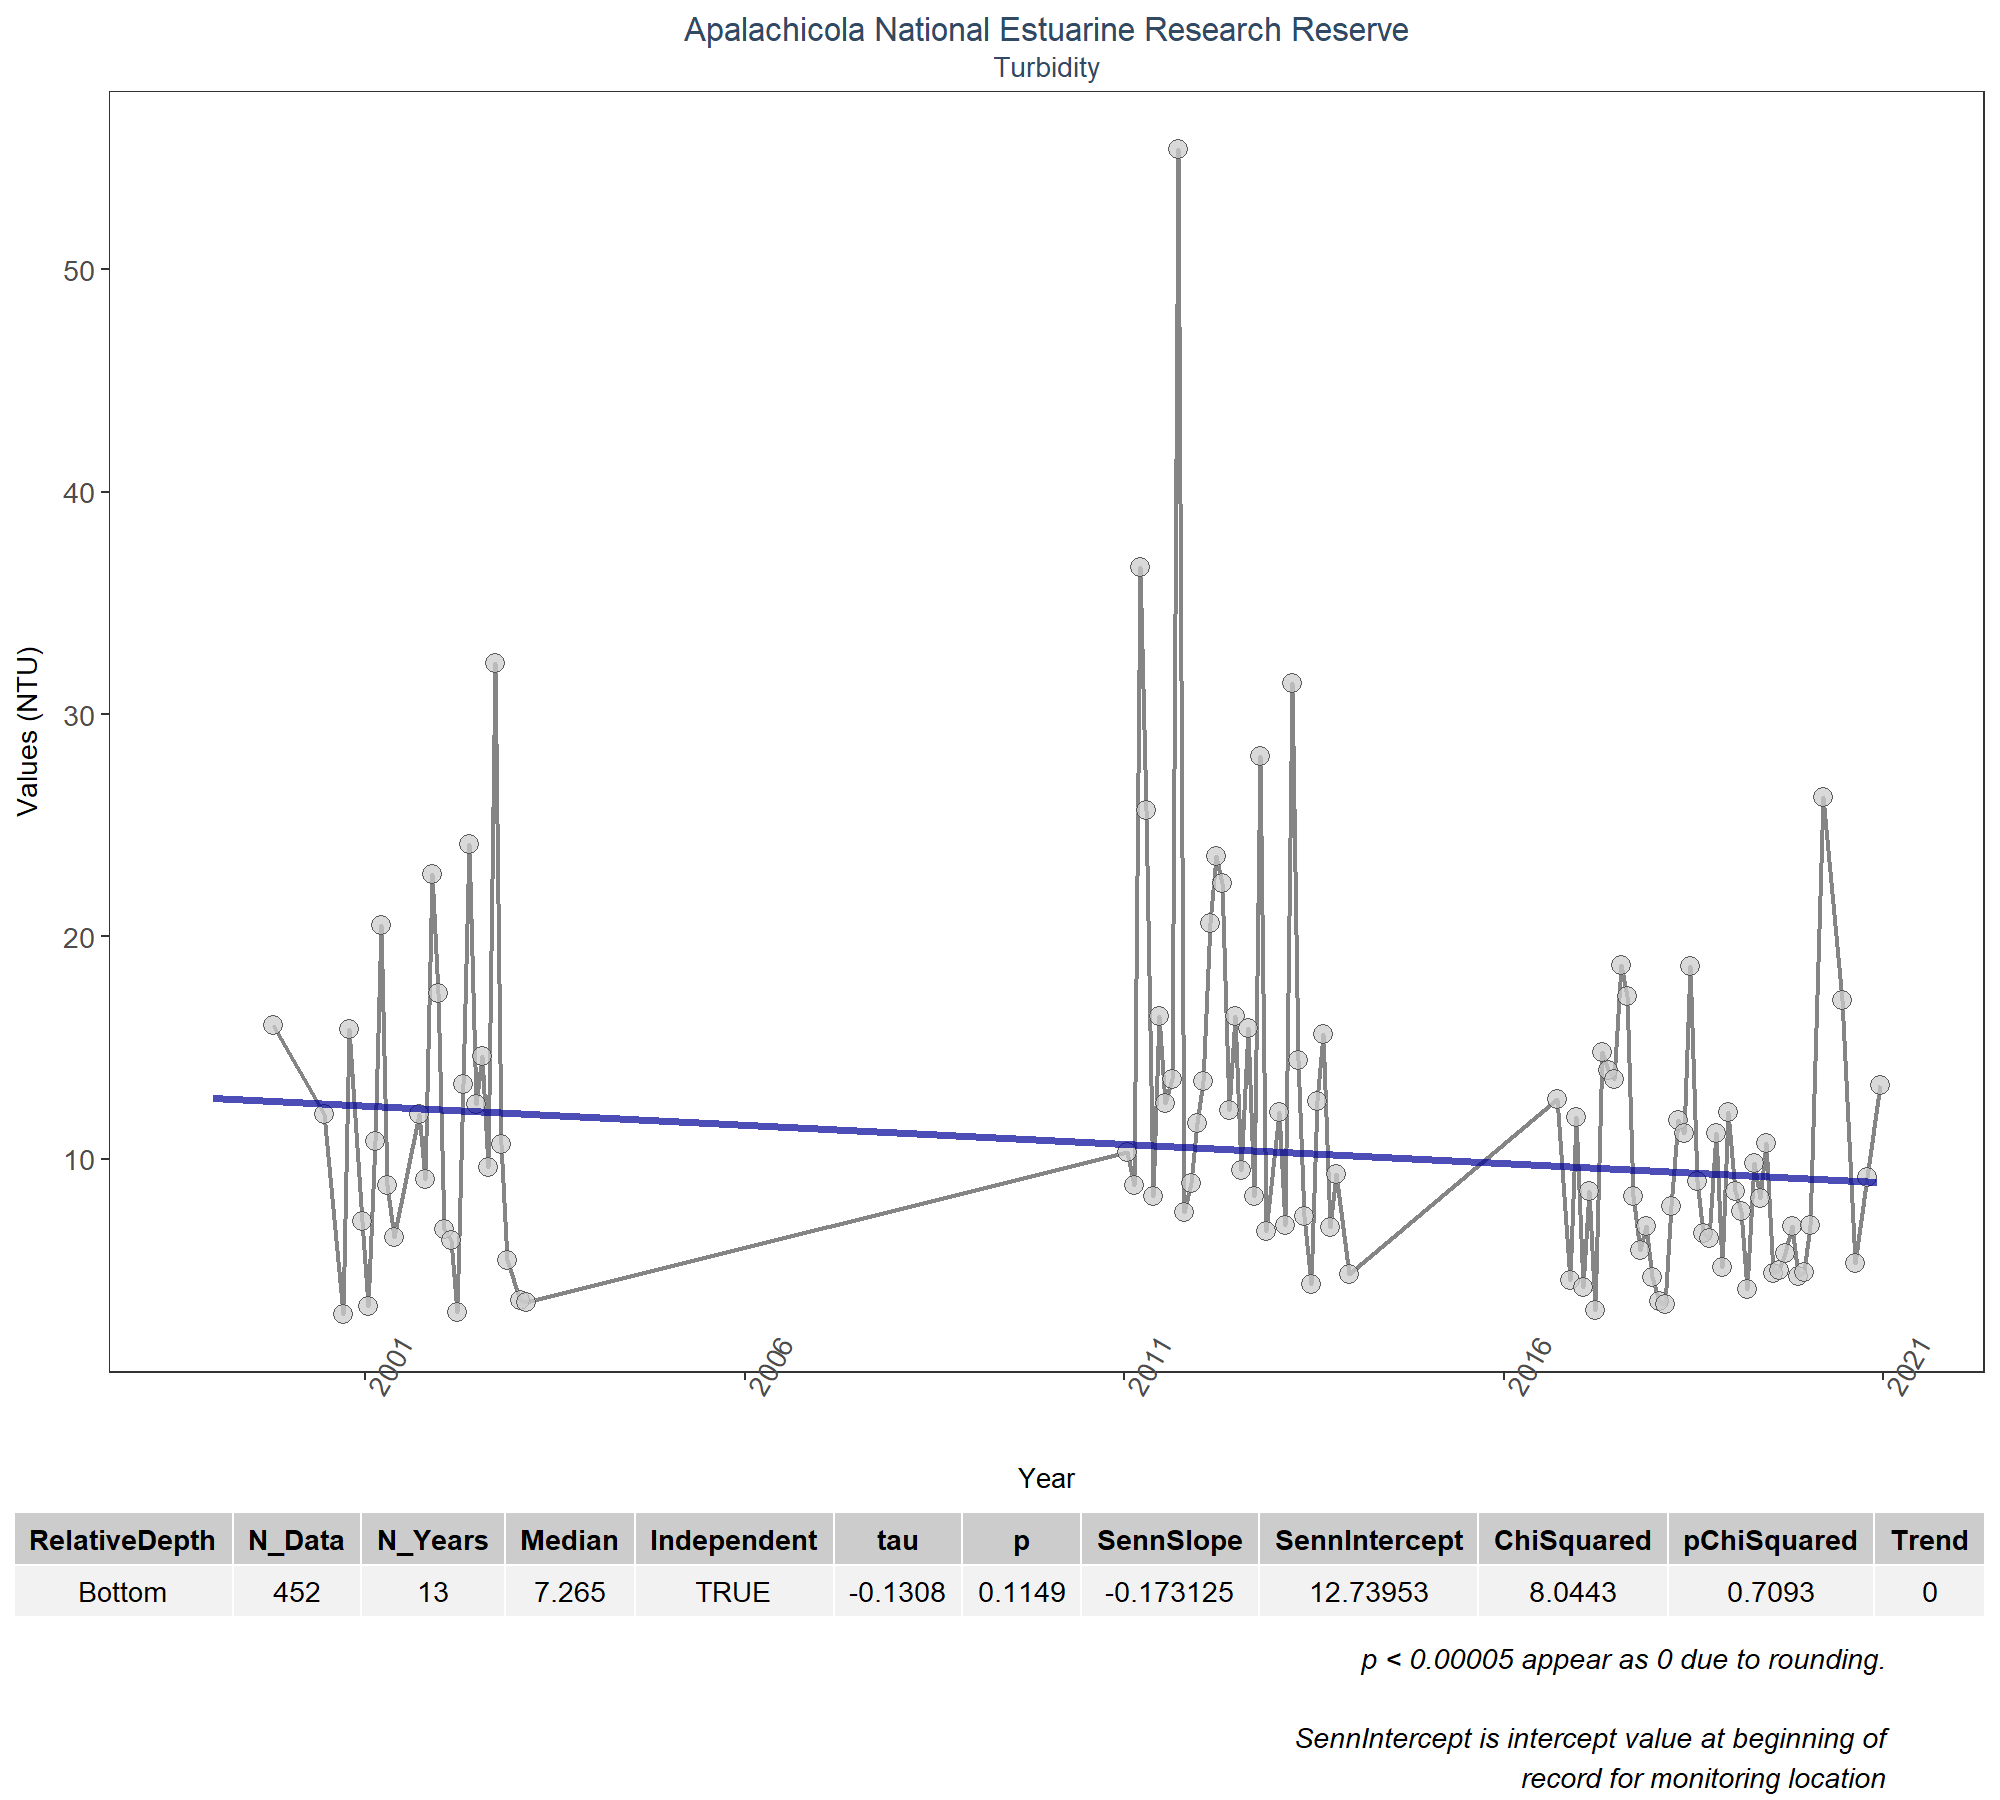 Apalachicola National Estuarine Research Reserve
Turbidity
50
40
30
20
10
Values (NTU)
2001
2006
2011
2016
2021
Year
RelativeDepth N_Data N_Years Median Independent tau p SennSlope SennIntercept ChiSquared pChiSquared Trend
Bottom 452 13 7.265 TRUE -0.1308 0.1149 -0.173125 12.73953 8.0443 0.7093 0
p < 0.00005 appear as 0 due to rounding.
SennIntercept is intercept value at beginning of
record for monitoring location